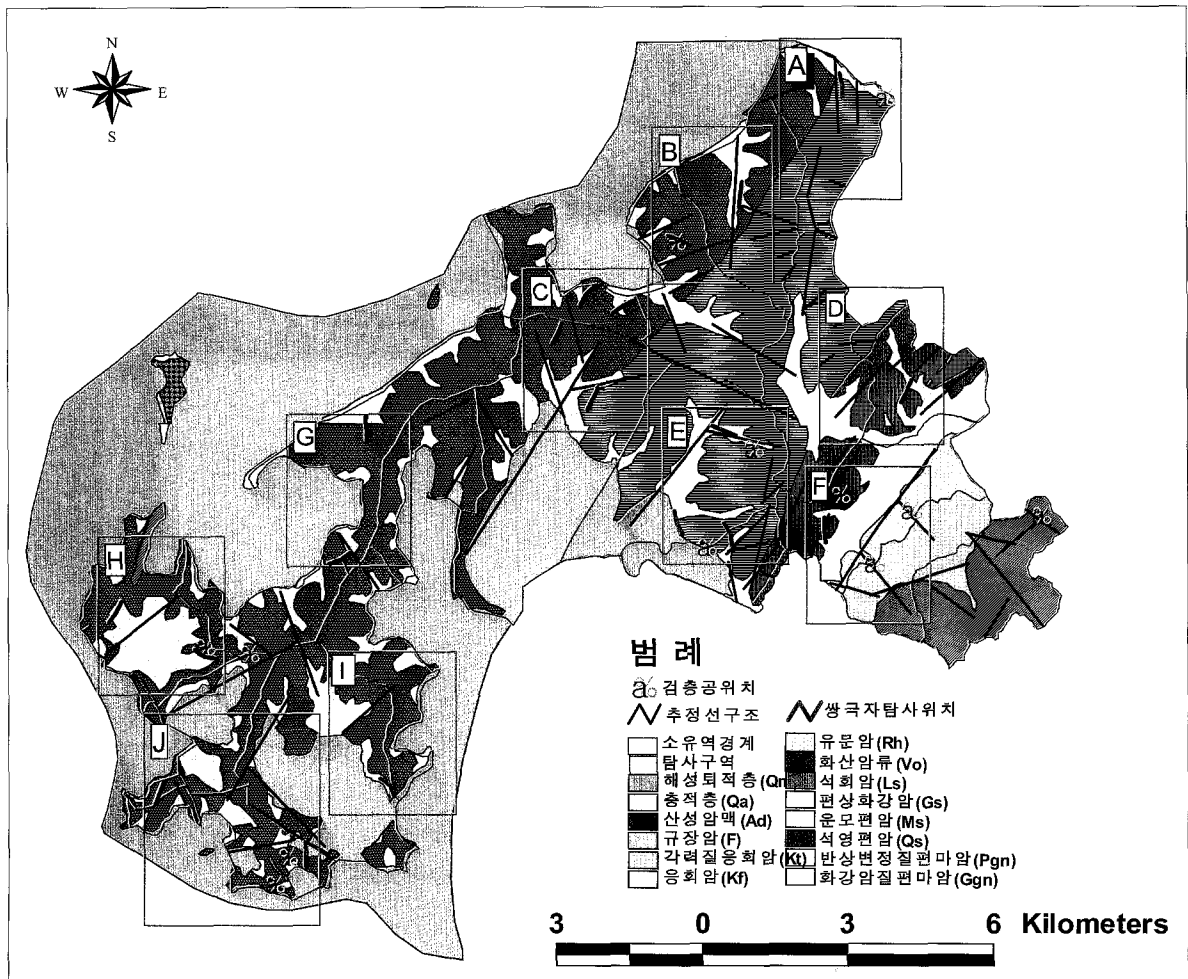 N
W
E
S
A
B
C
D
E
F
G
H
I
J
범 례
검층공위치
추정선구조
쌍극자탐사위치
소유역경계
탐사구역
해성퇴적층(Qm
충적층(Qa)
산성암맥(Ad)
규장암(F)
각력질응회암(Kt)
응회암(Kf)
유문암(Rh)
화산암류(Vo)
석회암(Ls)
편상화강암(Gs)
운모편암(Ms)
석영편암(Qs)
반상변정질편마암(Pgn)
화강암질편마암(Ggn)
3 0 3 6 Kilometers